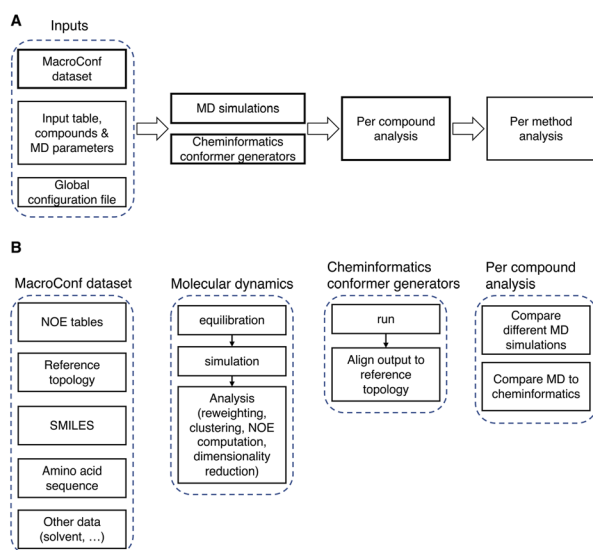 A
Inputs
MacroConf
dataset
Input table,
compounds &
MD parameters
Global
configuration file
MD simulations
Cheminformatics
conformer generators
Per compound
analysis
Per method
analysis
B
MacroConf dataset
NOE tables
Reference
topology
SMILES
Amino acid
sequence
Other data
(solvent, ...)
Molecular dynamics
equilibration
simulation
Analysis
(reweighting,
clustering, NOE
computation,
dimensionality
reduction)
Cheminformatics
conformer generators
run
Align output to
reference
topology
Per compound
analysis
Compare
different MD
simulations
Compare MD to
cheminformatics